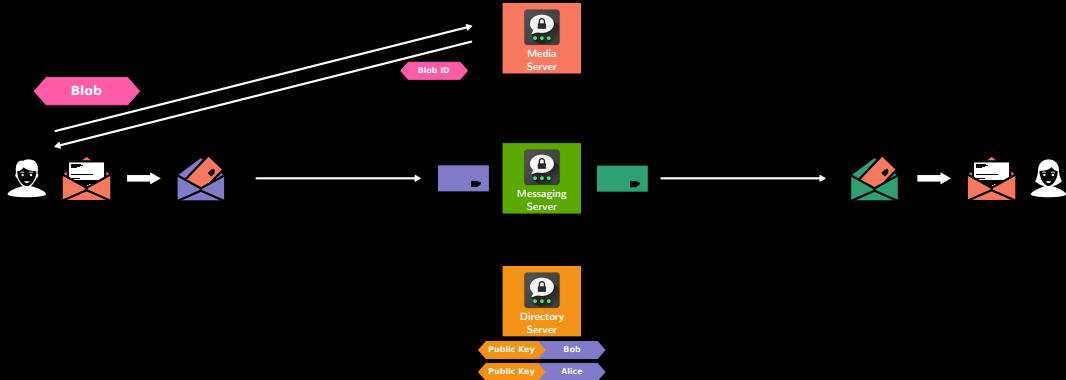 Media
Server
Blob ID
Blob
Messaging
Server
Directory
Server
Public Key Bob
Public Key Alice